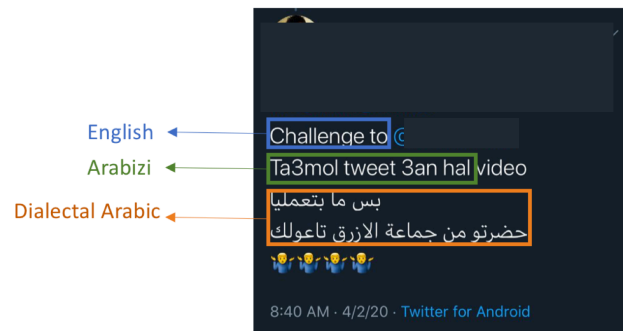 English
Challenge to @
Arabizi
Ta3mol tweet 3an hal video
Dialectal Arabic
بس ما بتعمليا
حضرتو من جماعة الازرق تاعولك
🤷‍♂️🤷‍♂️🤷‍♂️🤷‍♂️
8:40 AM · 4/2/20 · Twitter for Android